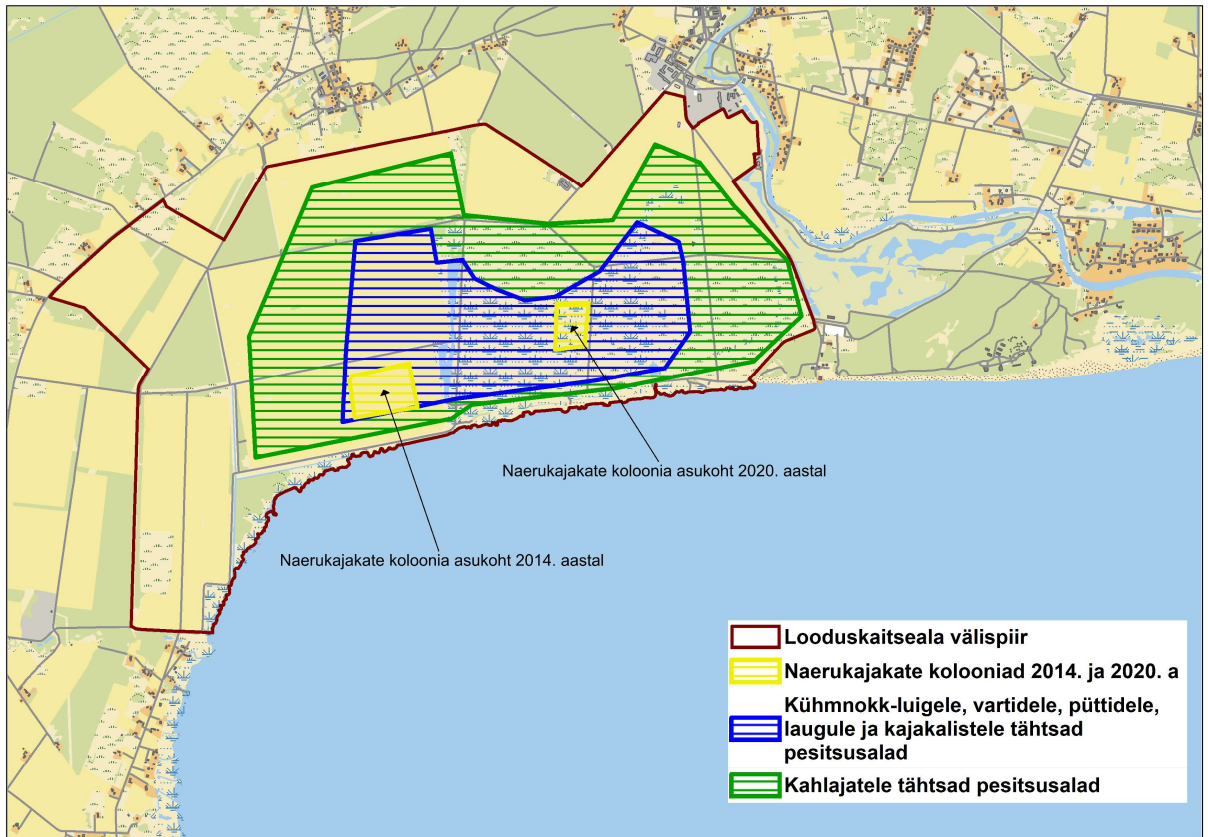 Naerukajakate koloonia asukoht 2020. aastal
Naerukajakate koloonia asukoht 2014. aastal
Looduskaitseala välispiir
Naerukajakate kolooniad 2014. ja 2020. a
Kühmnokk-luigele, vartidele, püttidele,
laugule ja kajakalistele tähtsad
pesitsusalad
Kahlajatele tähtsad pesitsusalad